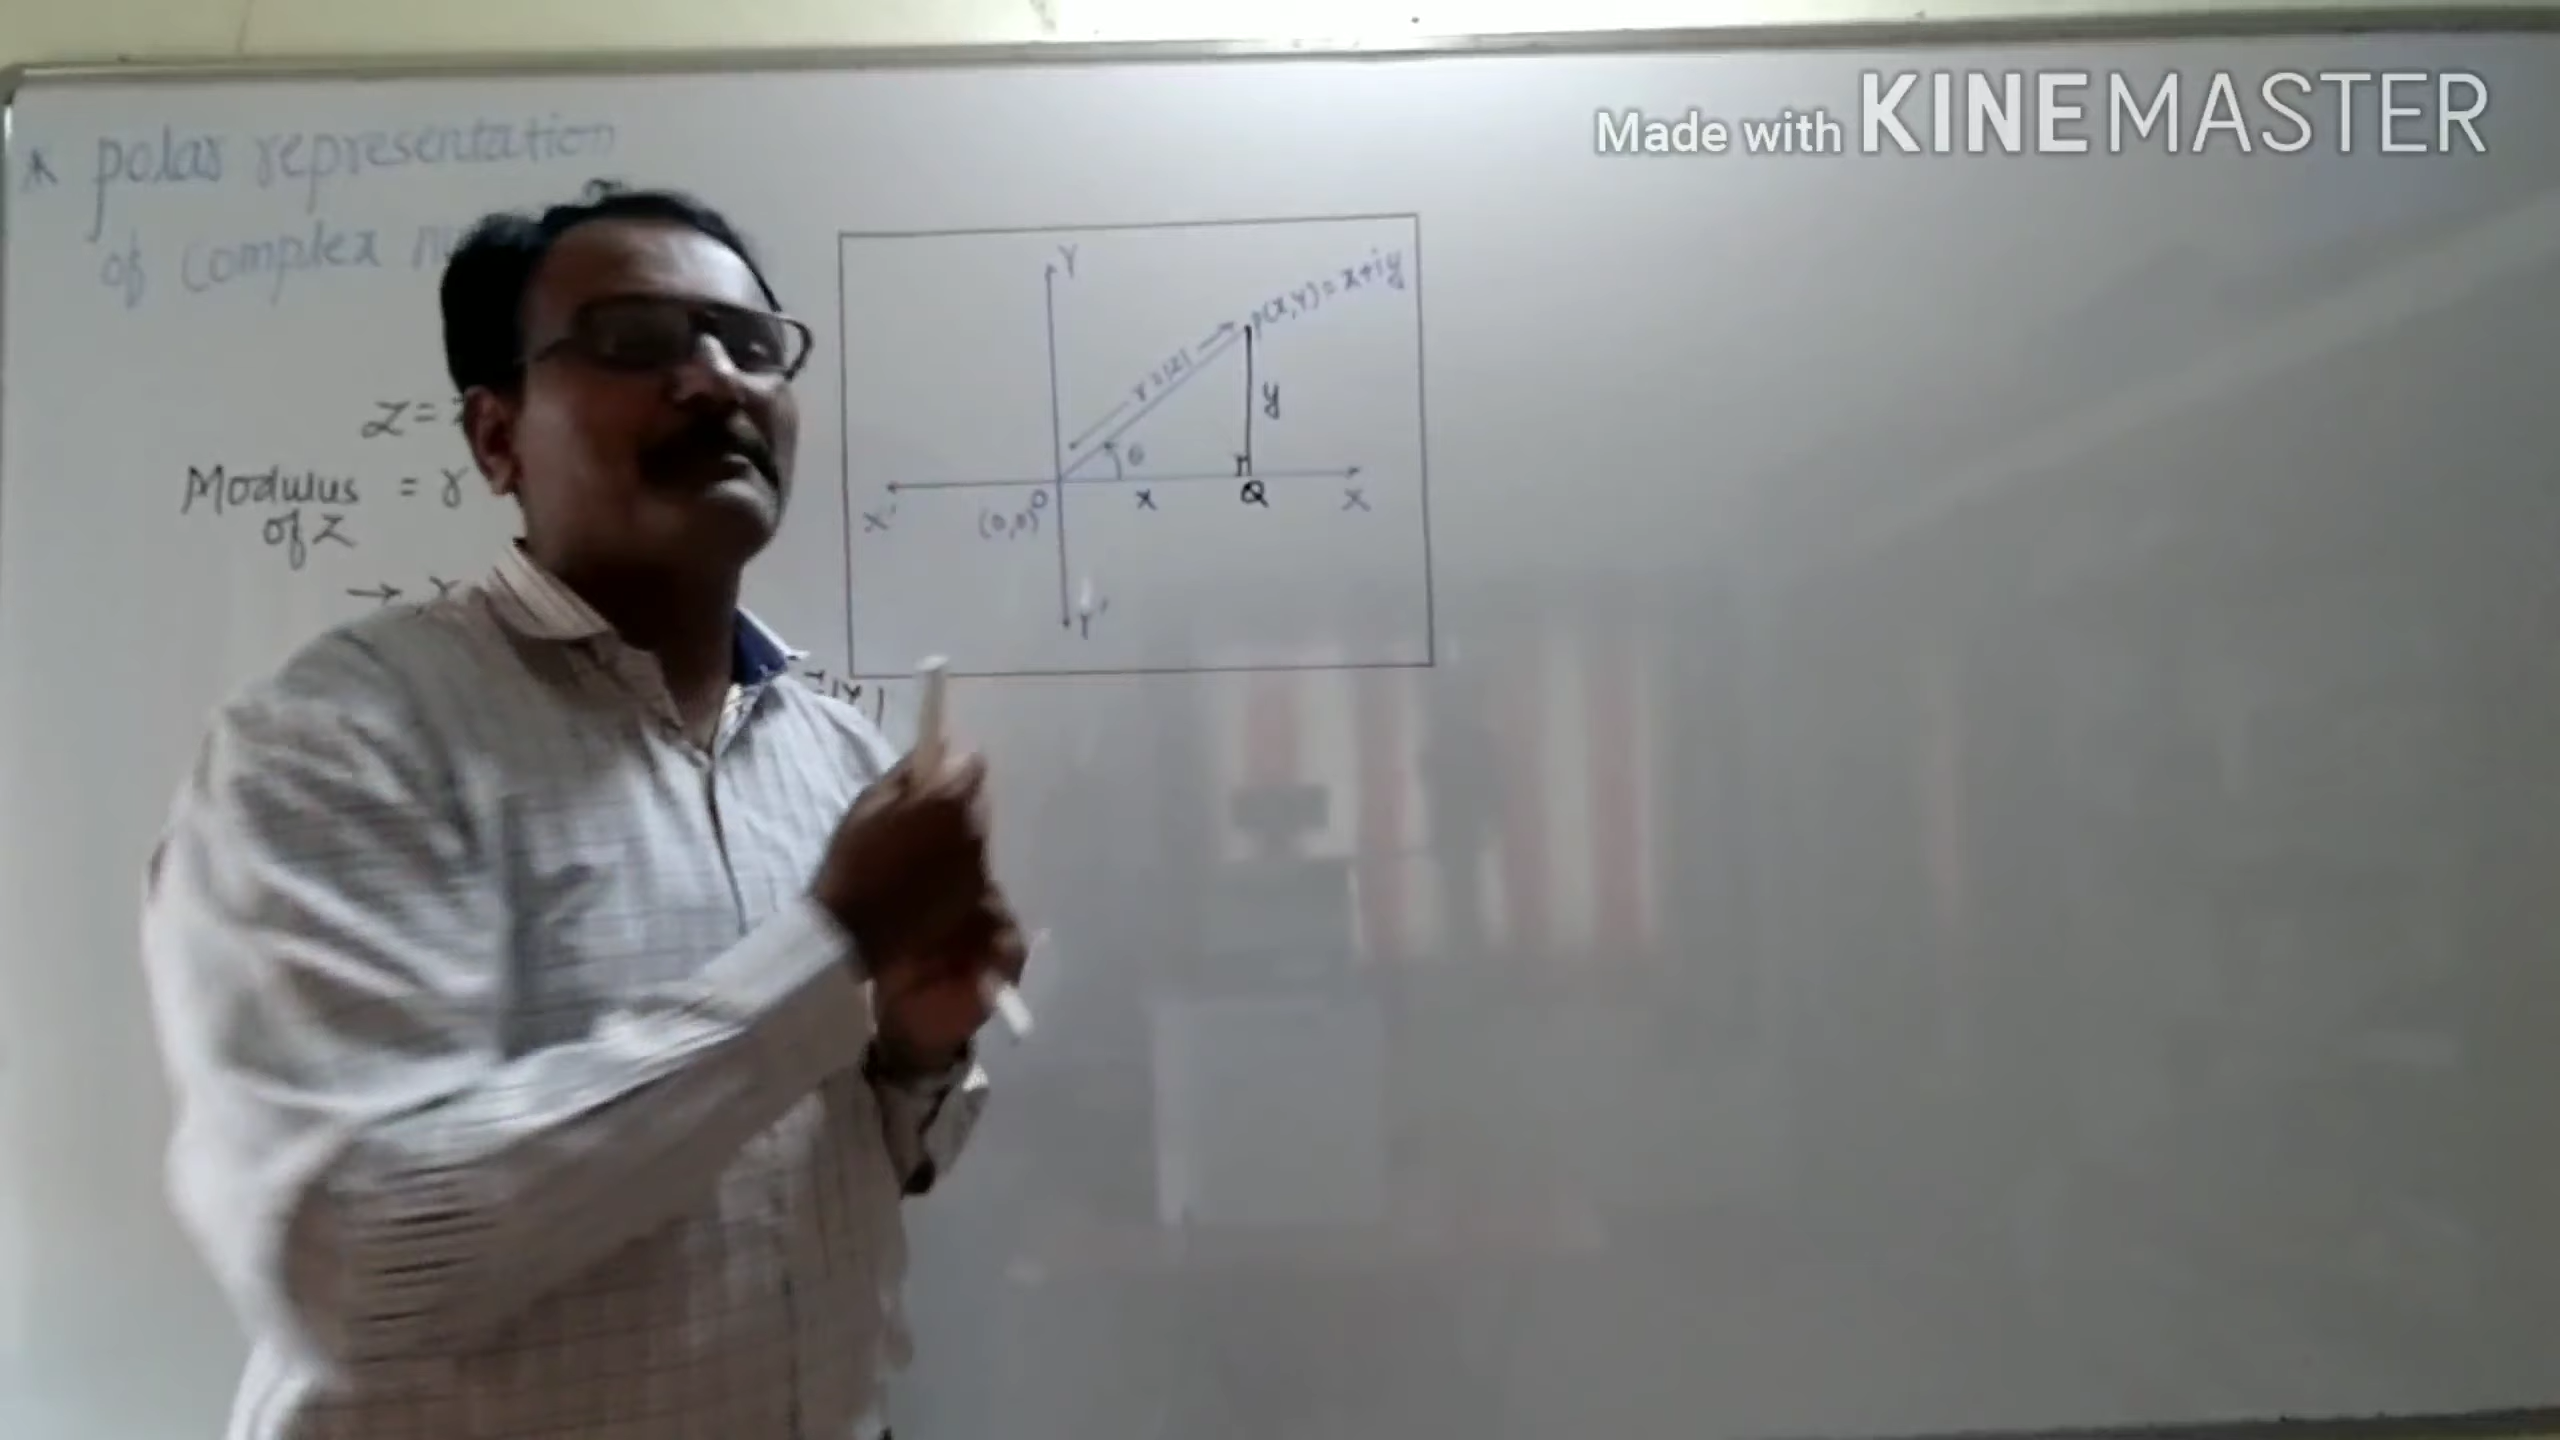 Made with KINEMASTER
* polar representation
of complex
z =
Modulus = r
of z
→ r
Y
p(x,y) = x+iy
r = |z|
y
θ
O
x
Q
X
X'
(0,0)
Y'